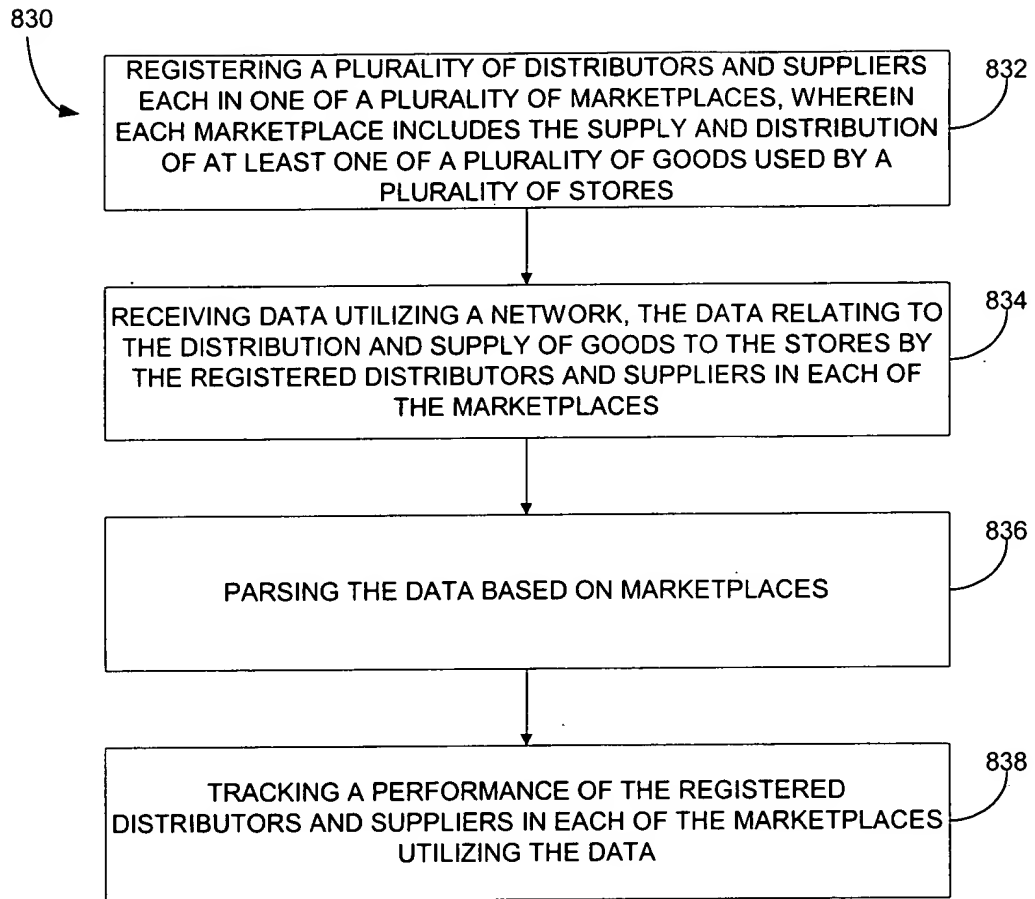 830
REGISTERING A PLURALITY OF DISTRIBUTORS AND SUPPLIERS
EACH IN ONE OF A PLURALITY OF MARKETPLACES, WHEREIN
EACH MARKETPLACE INCLUDES THE SUPPLY AND DISTRIBUTION
OF AT LEAST ONE OF A PLURALITY OF GOODS USED BY A
PLURALITY OF STORES
832
RECEIVING DATA UTILIZING A NETWORK, THE DATA RELATING TO
THE DISTRIBUTION AND SUPPLY OF GOODS TO THE STORES BY
THE REGISTERED DISTRIBUTORS AND SUPPLIERS IN EACH OF
THE MARKETPLACES
834
PARSING THE DATA BASED ON MARKETPLACES
836
TRACKING A PERFORMANCE OF THE REGISTERED
DISTRIBUTORS AND SUPPLIERS IN EACH OF THE MARKETPLACES
UTILIZING THE DATA
838